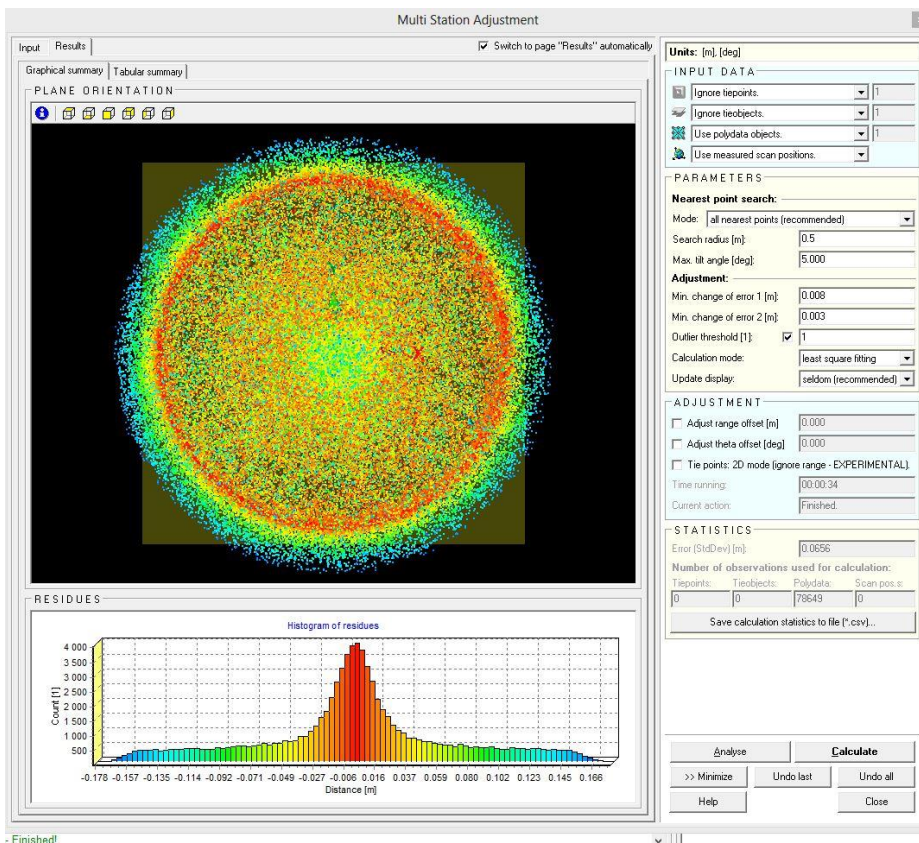 Multi Station Adjustment
Input Results Switch to page "Results" automatically
Graphical summary Tabular summary
PLANE ORIENTATION
RESIDUES
Histogram of residues
Count [1]
4 000
3 500
3 000
2 500
2 000
1 500
1 000
500
-0.178 -0.157 -0.135 -0.114 -0.092 -0.071 -0.049 -0.027 -0.006 0.016 0.037 0.059 0.080 0.102 0.123 0.145 0.166
Distance [m]
Units: [m], [deg]
INPUT DATA
Ignore tiepoints. 1
Ignore tieobjects. 1
Use polydata objects. 1
Use measured scan positions.
PARAMETERS
Nearest point search:
Mode: all nearest points (recommended)
Search radius [m]: 0.5
Max. tilt angle [deg]: 5.000
Adjustment:
Min. change of error 1 [m]: 0.008
Min. change of error 2 [m]: 0.003
Outlier threshold [1]: 1
Calculation mode: least square fitting
Update display: seldom (recommended)
ADJUSTMENT
Adjust range offset [m] 0.000
Adjust theta offset [deg] 0.000
Tie points: 2D mode (ignore range - EXPERIMENTAL).
Time running: 00:00:34
Current action: Finished.
STATISTICS
Error (StdDev) [m]: 0.0656
Number of observations used for calculation:
Tiepoints: Tieobjects: Polydata: Scan pos.s:
0 0 78649 0
Save calculation statistics to file (*.csv)...
Analyse Calculate
>> Minimize Undo last Undo all
Help Close
- Finished!